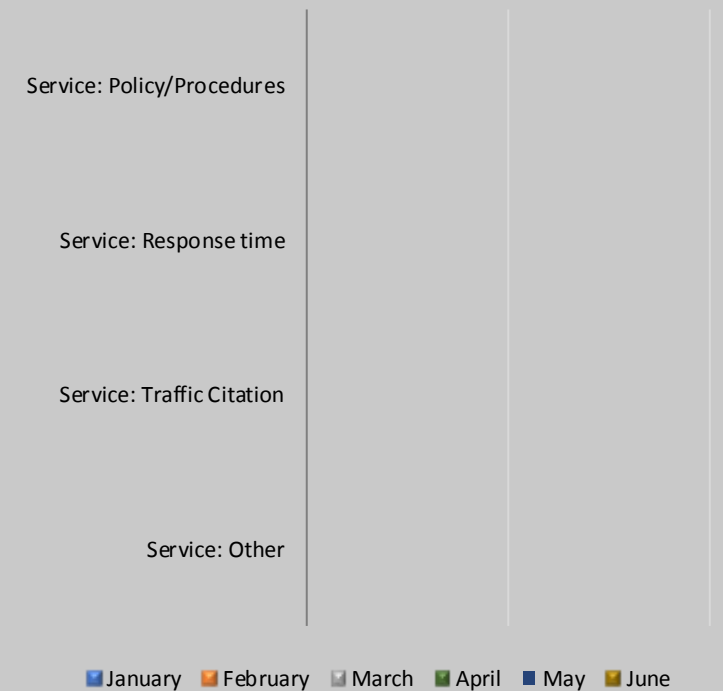 Service: Policy/Procedures
Service: Response time
Service: Traffic Citation
Service: Other
January February March April May June